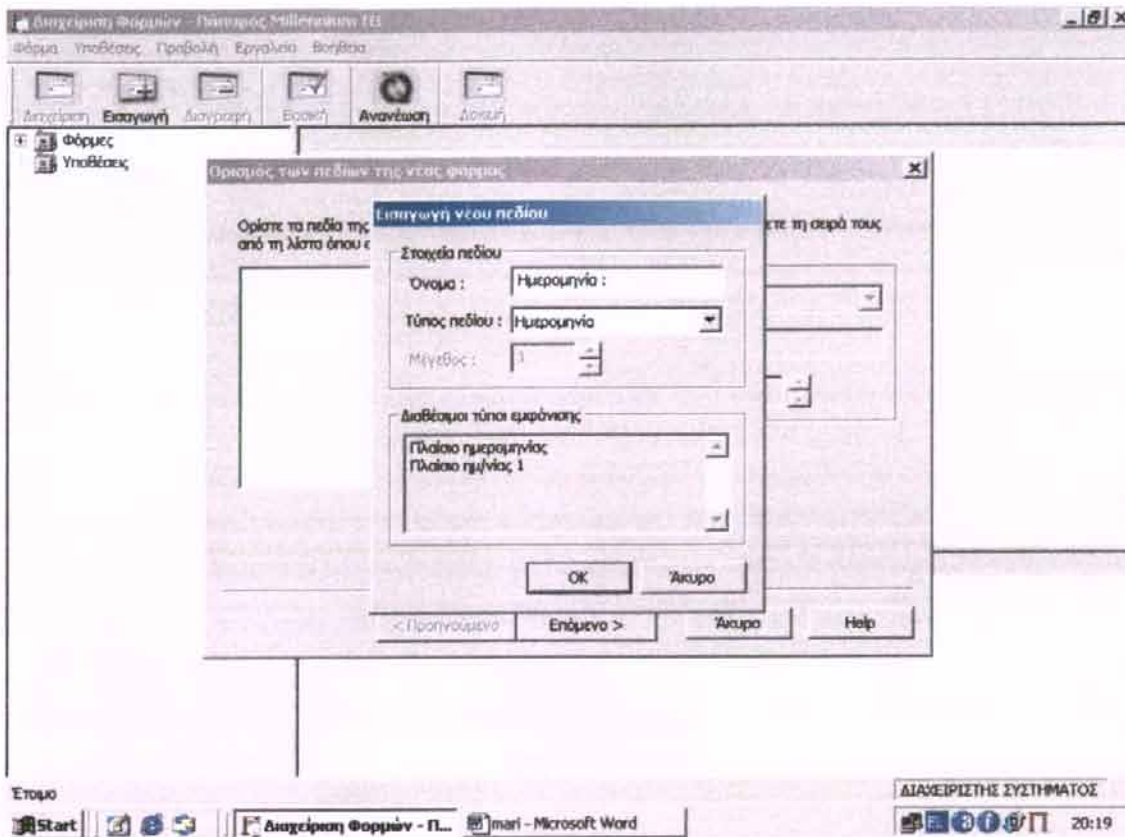 Διαχείριση Φορμών - Πάπυρος Millennium
Φόρμα Υποθέσεις Προβολή Εργαλεία Βοήθεια
Διαχείριση Εισαγωγή Διαγραφή Βασική Ανανέωση Δοκιμή
Φόρμες
Υποθέσεις
Ορισμός των πεδίων της νέας φόρμας
Ορίστε τα πεδία της
ετε τη σειρά τους
από τη λίστα όπου ε
Εισαγωγή νέου πεδίου
Στοιχεία πεδίου
Όνομα : Ημερομηνία :
Τύπος πεδίου : Ημερομηνία
Μέγεθος :
Διαθέσιμοι τύποι εμφάνισης
Πλαίσιο ημερομηνίας
Πλαίσιο ημ/νίας 1
OK Άκυρο
< Προηγούμενο Επόμενο > Άκυρο Help
Έτοιμο
ΔΙΑΧΕΙΡΙΣΤΗΣ ΣΥΣΤΗΜΑΤΟΣ
Start Διαχείριση Φορμών - Π... mari - Microsoft Word 20:19